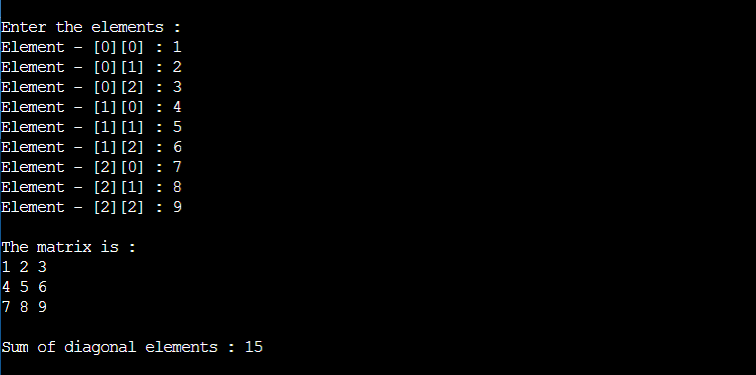 Enter the elements :
Element - [0][0] : 1
Element - [0][1] : 2
Element - [0][2] : 3
Element - [1][0] : 4
Element - [1][1] : 5
Element - [1][2] : 6
Element - [2][0] : 7
Element - [2][1] : 8
Element - [2][2] : 9
The matrix is :
1 2 3
4 5 6
7 8 9
Sum of diagonal elements : 15